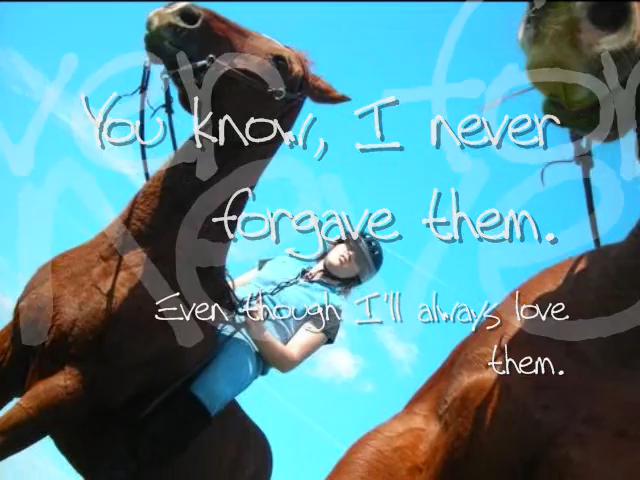 You know, I never
forgave them.
Even though I'll always love
them.